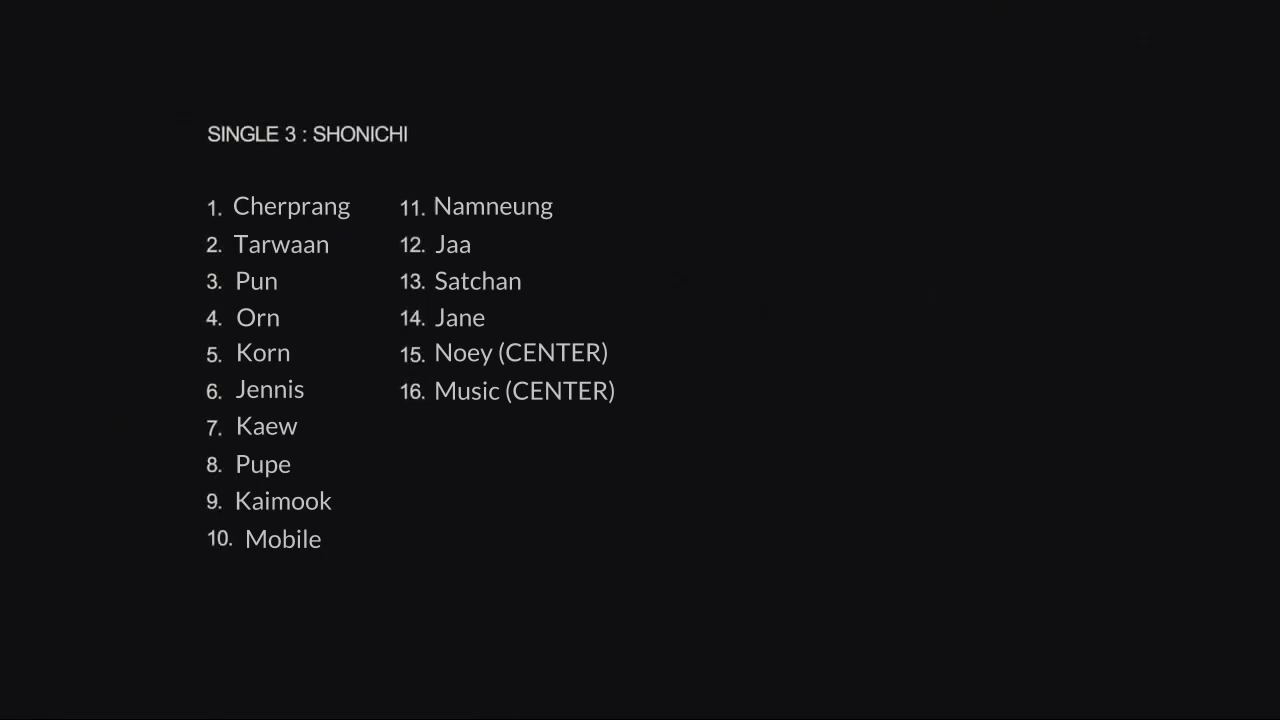 SINGLE 3 : SHONICHI
1. Cherprang
2. Tarwaan
3. Pun
4. Orn
5. Korn
6. Jennis
7. Kaew
8. Pupe
9. Kaimook
10. Mobile
11. Namneung
12. Jaa
13. Satchan
14. Jane
15. Noey (CENTER)
16. Music (CENTER)